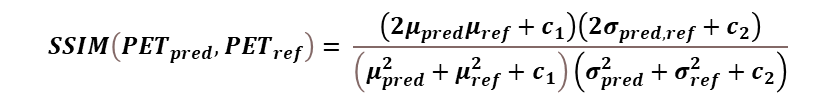 SSIM(PET_pred, PET_ref) = \frac{(2μ_pred μ_ref + c_1)(2σ_pred,ref + c_2)}{(μ_pred^2 + μ_ref^2 + c_1)(σ_pred^2 + σ_ref^2 + c_2)}